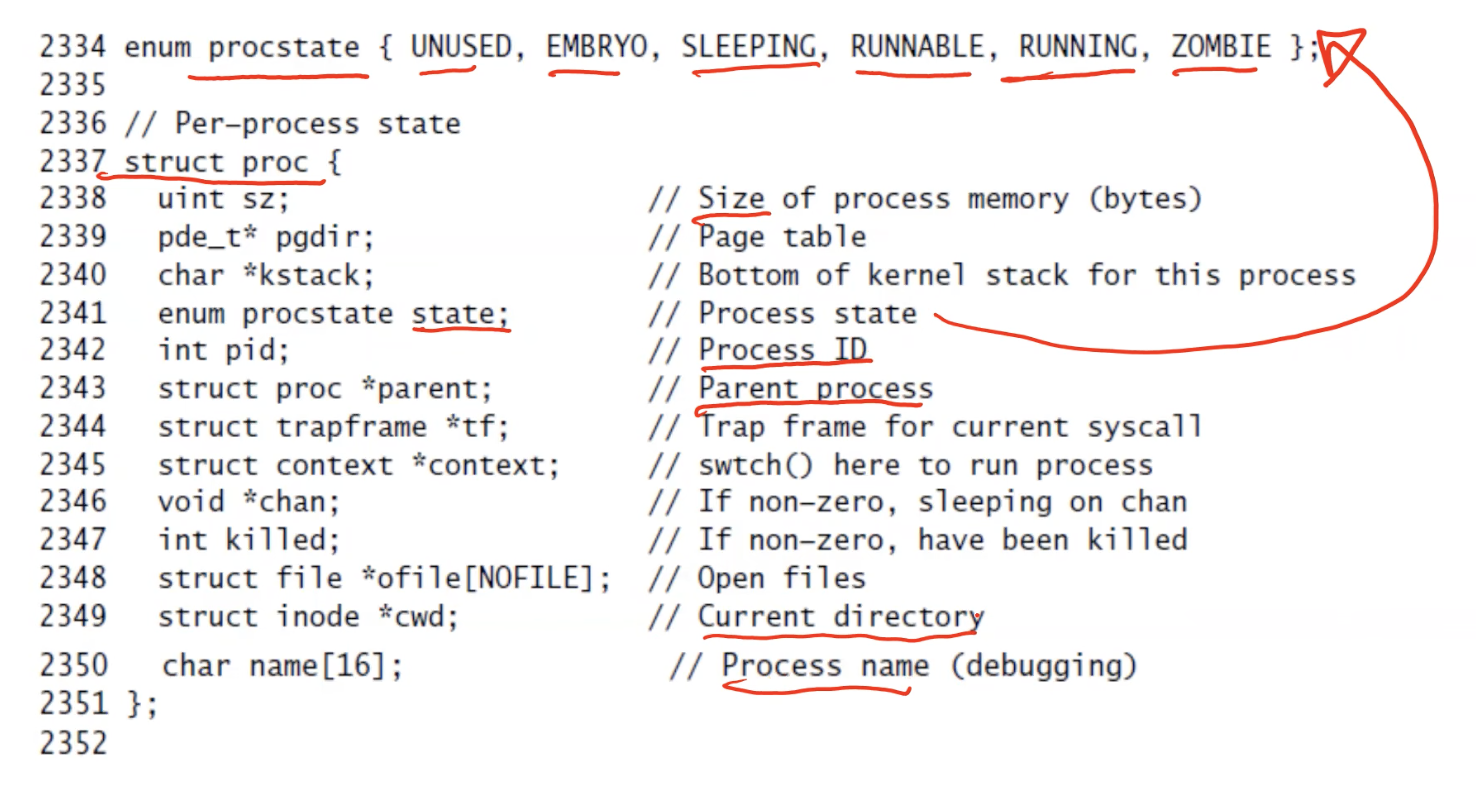 2334 enum procstate { UNUSED, EMBRYO, SLEEPING, RUNNABLE, RUNNING, ZOMBIE };
2335
2336 // Per-process state
2337 struct proc {
2338   uint sz;                     // Size of process memory (bytes)
2339   pde_t* pgdir;                // Page table
2340   char *kstack;                // Bottom of kernel stack for this process
2341   enum procstate state;        // Process state
2342   int pid;                     // Process ID
2343   struct proc *parent;         // Parent process
2344   struct trapframe *tf;        // Trap frame for current syscall
2345   struct context *context;     // swtch() here to run process
2346   void *chan;                  // If non-zero, sleeping on chan
2347   int killed;                  // If non-zero, have been killed
2348   struct file *ofile[NOFILE];  // Open files
2349   struct inode *cwd;           // Current directory
2350   char name[16];               // Process name (debugging)
2351 };
2352